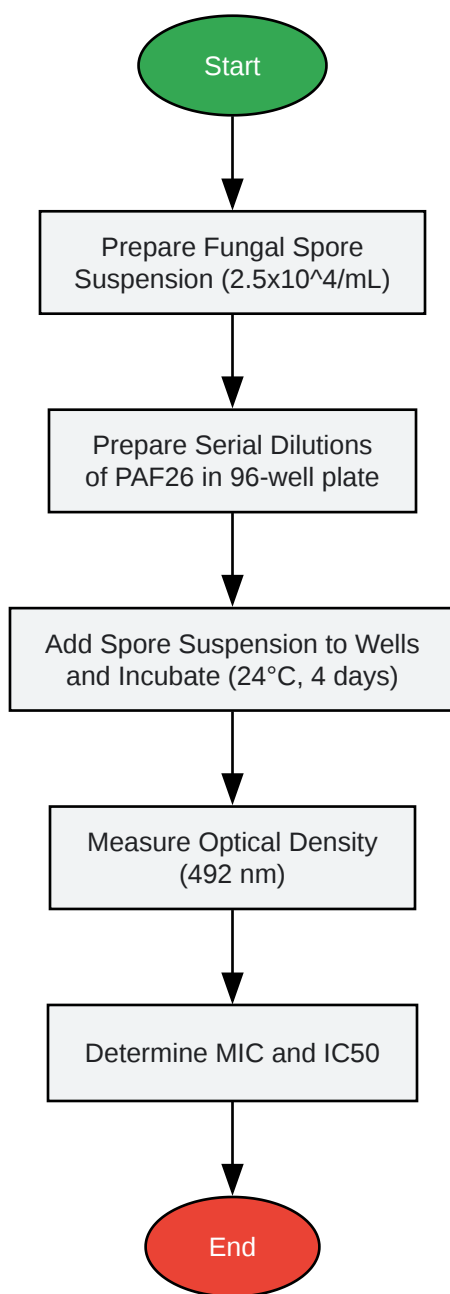 Start
Prepare Fungal Spore
Suspension (2.5x10^4/mL)
Prepare Serial Dilutions
of PAF26 in 96-well plate
Add Spore Suspension to Wells
and Incubate (24°C, 4 days)
Measure Optical Density
(492 nm)
Determine MIC and IC50
End